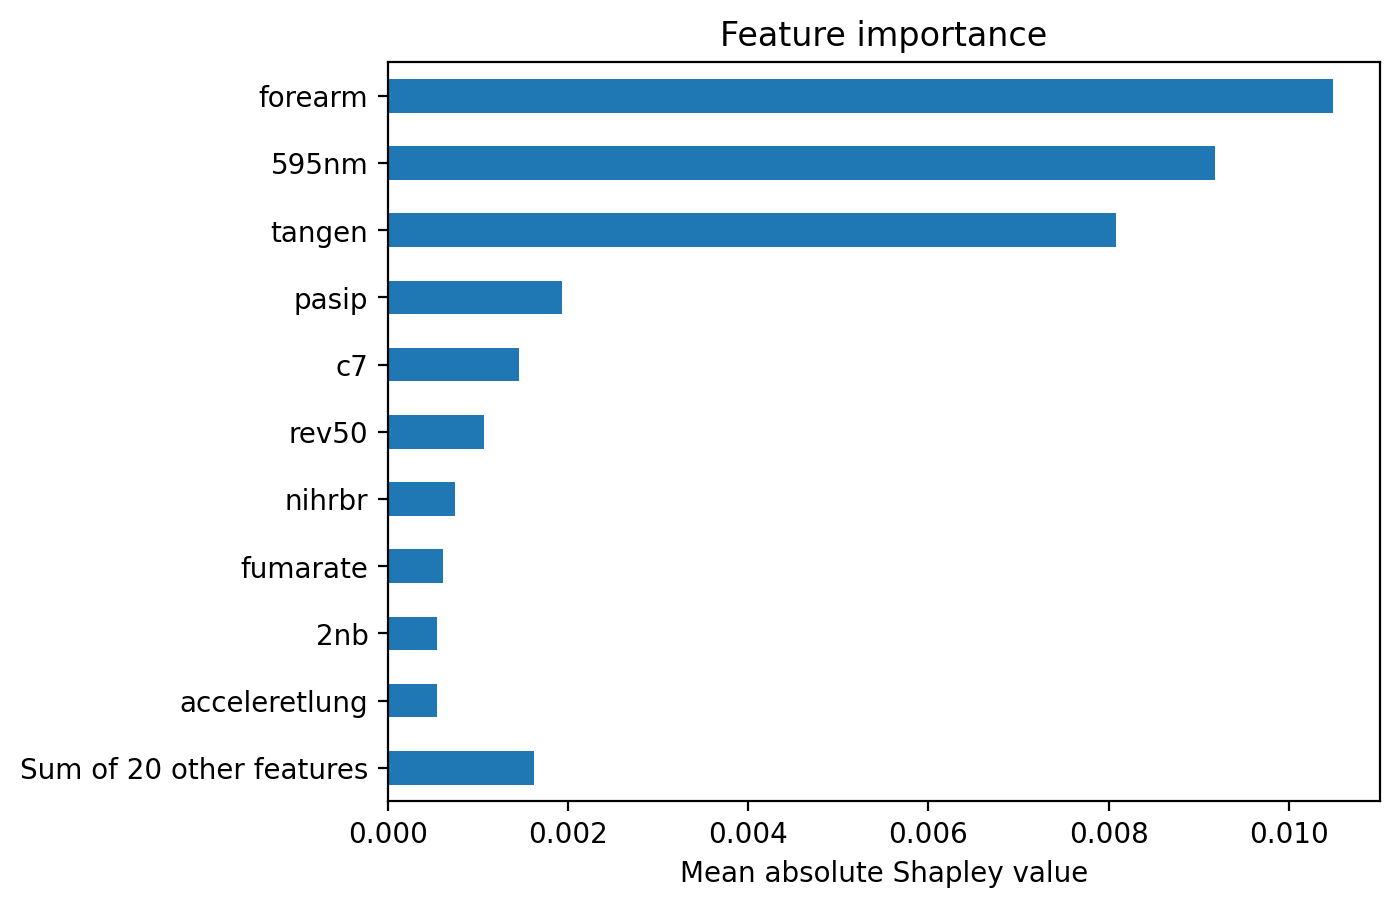 Feature importance
forearm
595nm
tangen
pasip
c7
rev50
nihrbr
fumarate
2nb
acceleretlung
Sum of 20 other features
0.000 0.002 0.004 0.006 0.008 0.010
Mean absolute Shapley value